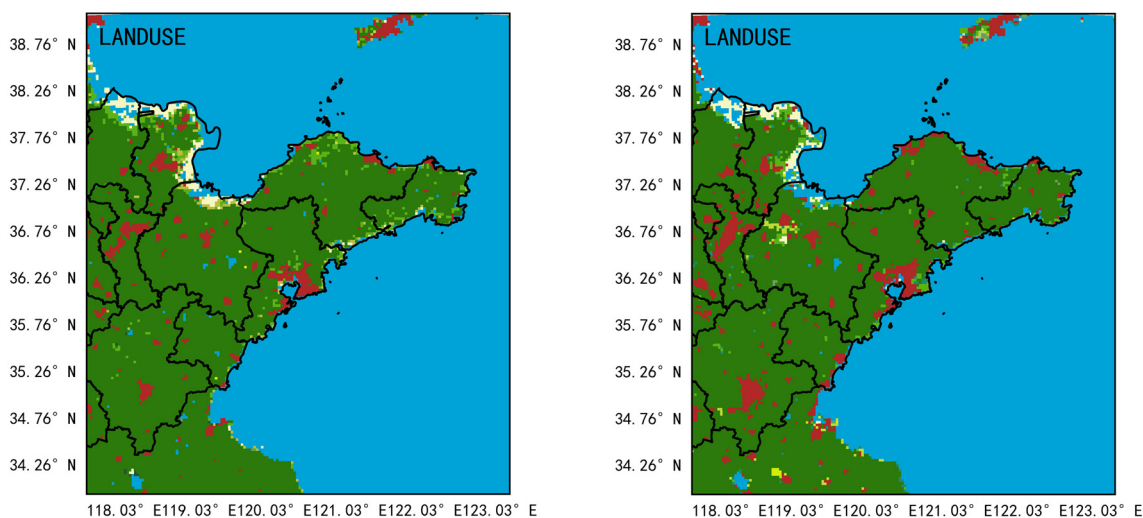 LANDUSE
38.76° N
38.26° N
37.76° N
37.26° N
36.76° N
36.26° N
35.76° N
35.26° N
34.76° N
34.26° N
118.03° E119.03° E120.03° E121.03° E122.03° E123.03° E
LANDUSE
38.76° N
38.26° N
37.76° N
37.26° N
36.76° N
36.26° N
35.76° N
35.26° N
34.76° N
34.26° N
118.03° E119.03° E120.03° E121.03° E122.03° E123.03° E